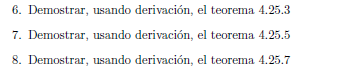 6. Demostrar, usando derivación, el teorema 4.25.3
7. Demostrar, usando derivación, el teorema 4.25.5
8. Demostrar, usando derivación, el teorema 4.25.7